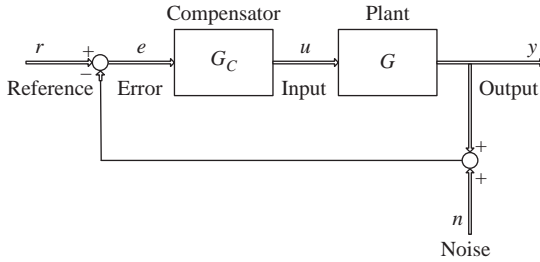 Compensator Plant
r + e G_C u G y
−
Reference Error Input Output
+
+
n
Noise